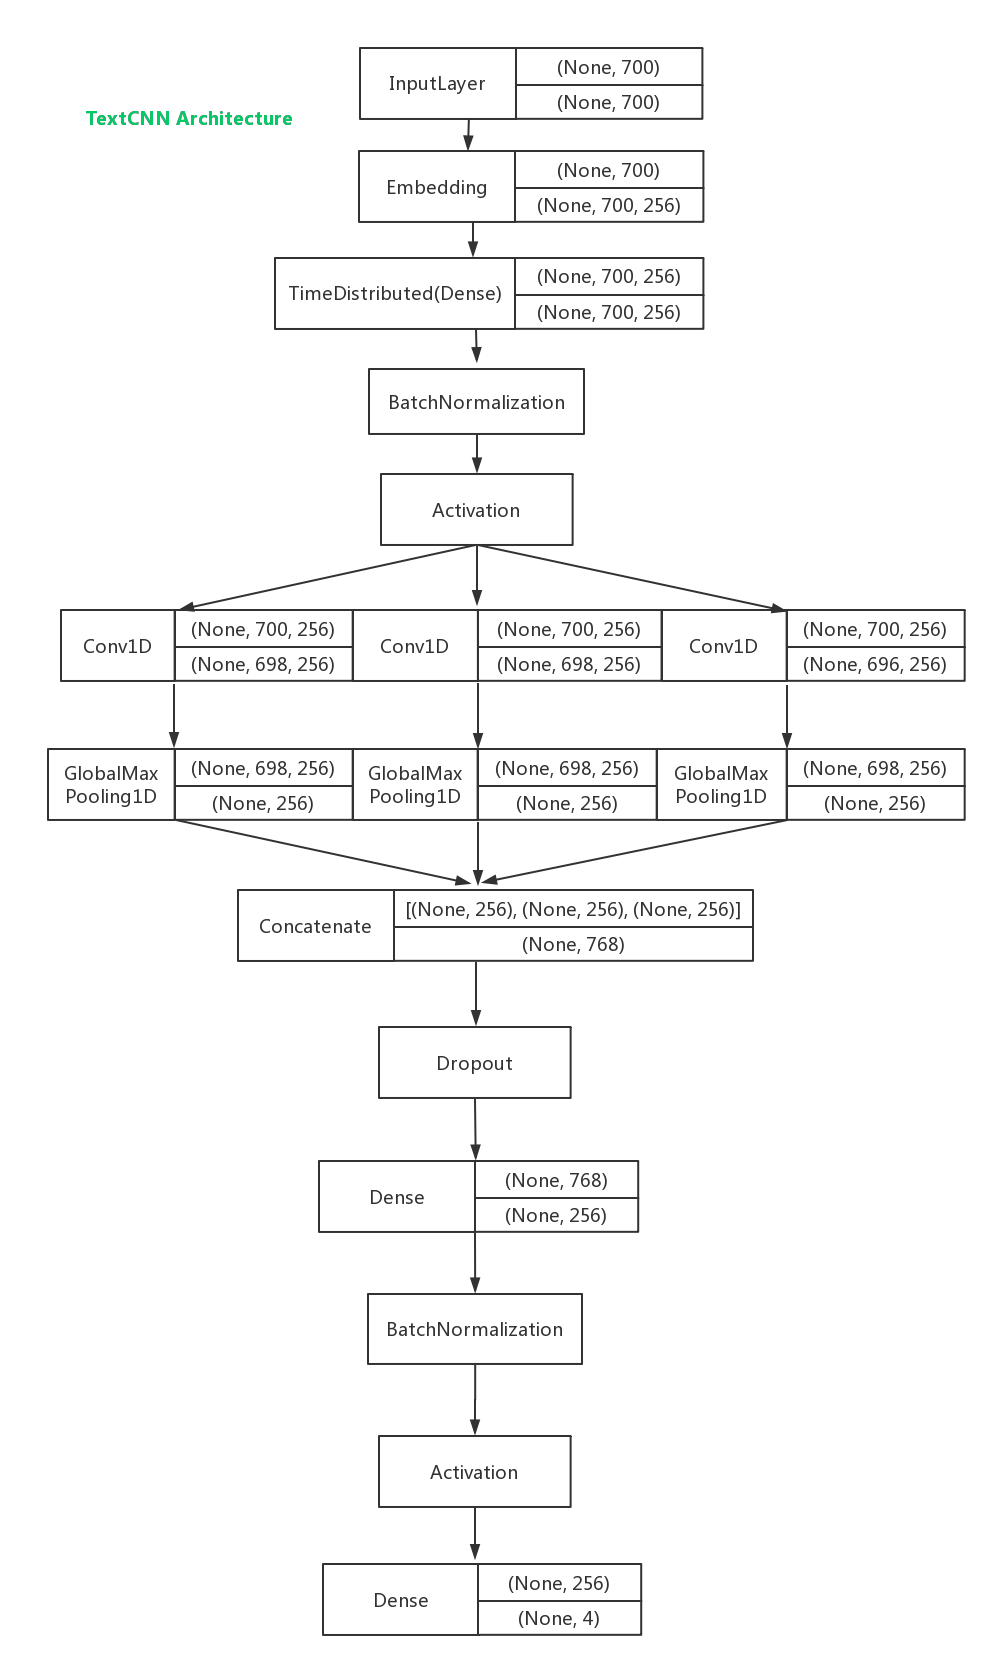 InputLayer
(None, 700)
(None, 700)
TextCNN Architecture
Embedding
(None, 700)
(None, 700, 256)
TimeDistributed(Dense)
(None, 700, 256)
(None, 700, 256)
BatchNormalization
Activation
Conv1D
(None, 700, 256)
(None, 698, 256)
Conv1D
(None, 700, 256)
(None, 698, 256)
Conv1D
(None, 700, 256)
(None, 696, 256)
GlobalMax
Pooling1D
(None, 698, 256)
(None, 256)
GlobalMax
Pooling1D
(None, 698, 256)
(None, 256)
GlobalMax
Pooling1D
(None, 698, 256)
(None, 256)
Concatenate
[(None, 256), (None, 256), (None, 256)]
(None, 768)
Dropout
Dense
(None, 768)
(None, 256)
BatchNormalization
Activation
Dense
(None, 256)
(None, 4)